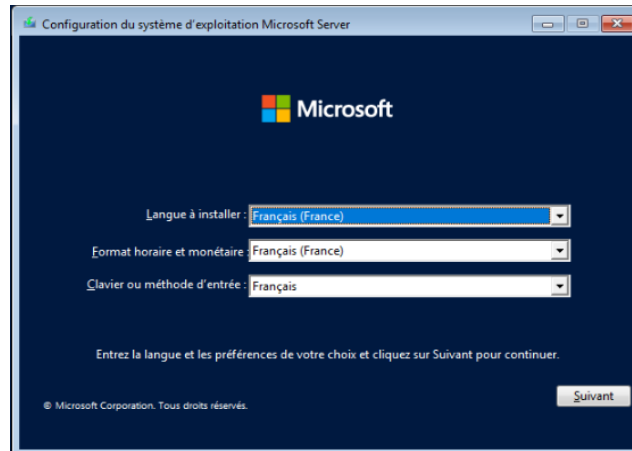 Configuration du système d'exploitation Microsoft Server
Microsoft
Langue à installer : Français (France)
Format horaire et monétaire : Français (France)
Clavier ou méthode d'entrée : Français
Entrez la langue et les préférences de votre choix et cliquez sur Suivant pour continuer.
Suivant
© Microsoft Corporation. Tous droits réservés.